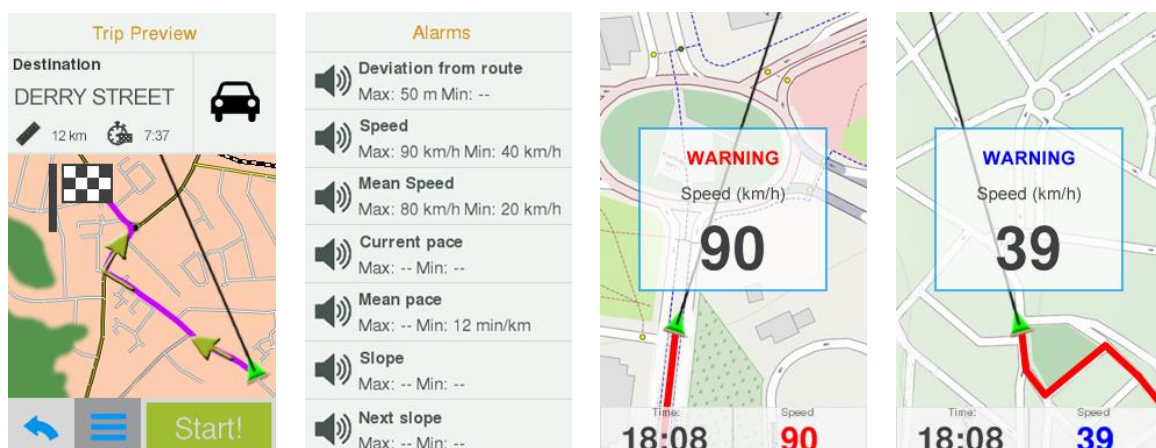 Trip Preview
Destination
DERRY STREET
12 km 7:37
Start!
Alarms
Deviation from route
Max: 50 m Min: --
Speed
Max: 90 km/h Min: 40 km/h
Mean Speed
Max: 80 km/h Min: 20 km/h
Current pace
Max: -- Min: --
Mean pace
Max: -- Min: 12 min/km
Slope
Max: -- Min: --
Next slope
Max: -- Min: --
WARNING
Speed (km/h)
90
Time: Speed
18:08 90
WARNING
Speed (km/h)
39
Time: Speed
18:08 39